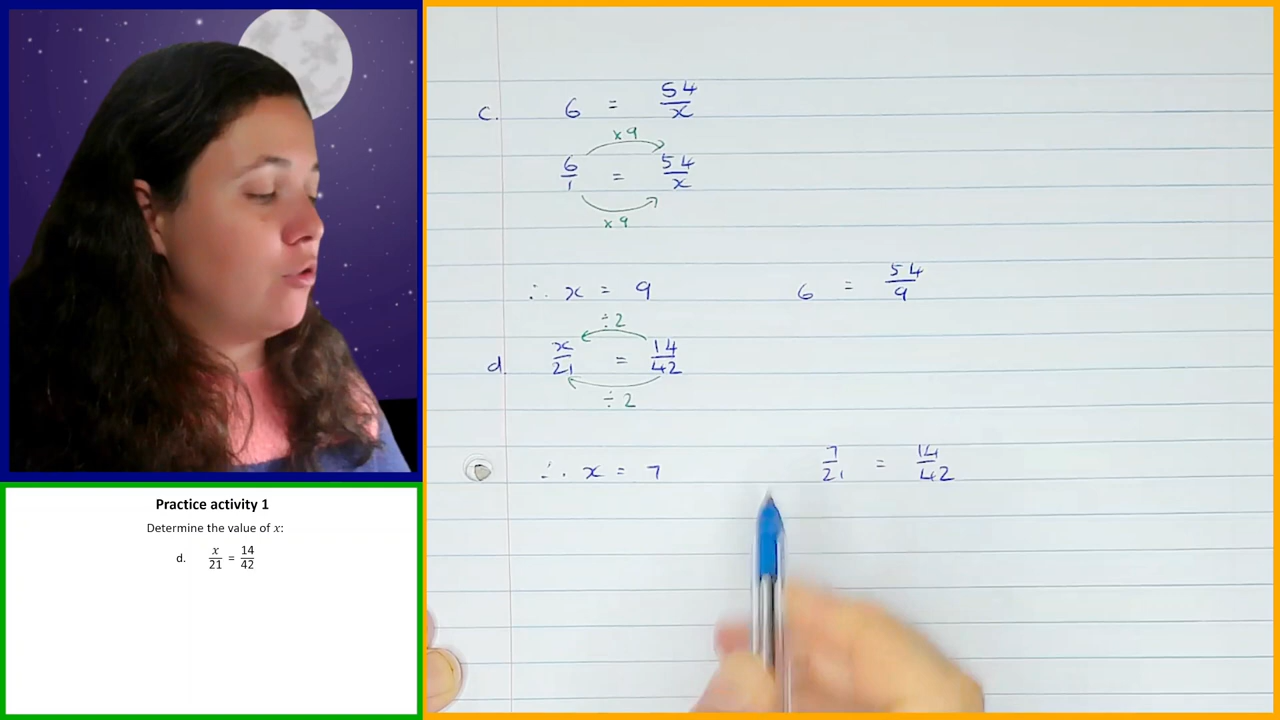 Practice activity 1
Determine the value of x:
d. x/21 = 14/42
c. 6 = 54/x
×9
6/1 = 54/x
×9
∴ x = 9 6 = 54/9
÷2
d. x/21 = 14/42
÷2
∴ x = 7 7/21 = 14/42